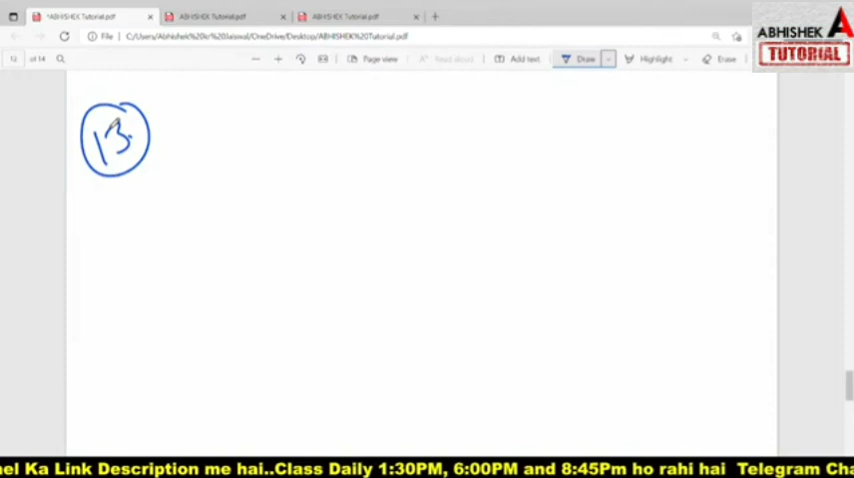 *ABHISHEK Tutorial.pdf
ABHISHEK Tutorial.pdf
ABHISHEK Tutorial.pdf
File
C:/Users/Abhishek%20kr%20Jaiswal/OneDrive/Desktop/ABHISHEK%20Tutorial.pdf
of 14
Page view
Read aloud
Add text
Draw
Highlight
Erase
ABHISHEK
TUTORIAL
13.
nel Ka Link Description me hai..Class Daily 1:30PM, 6:00PM and 8:45Pm ho rahi hai Telegram Cha